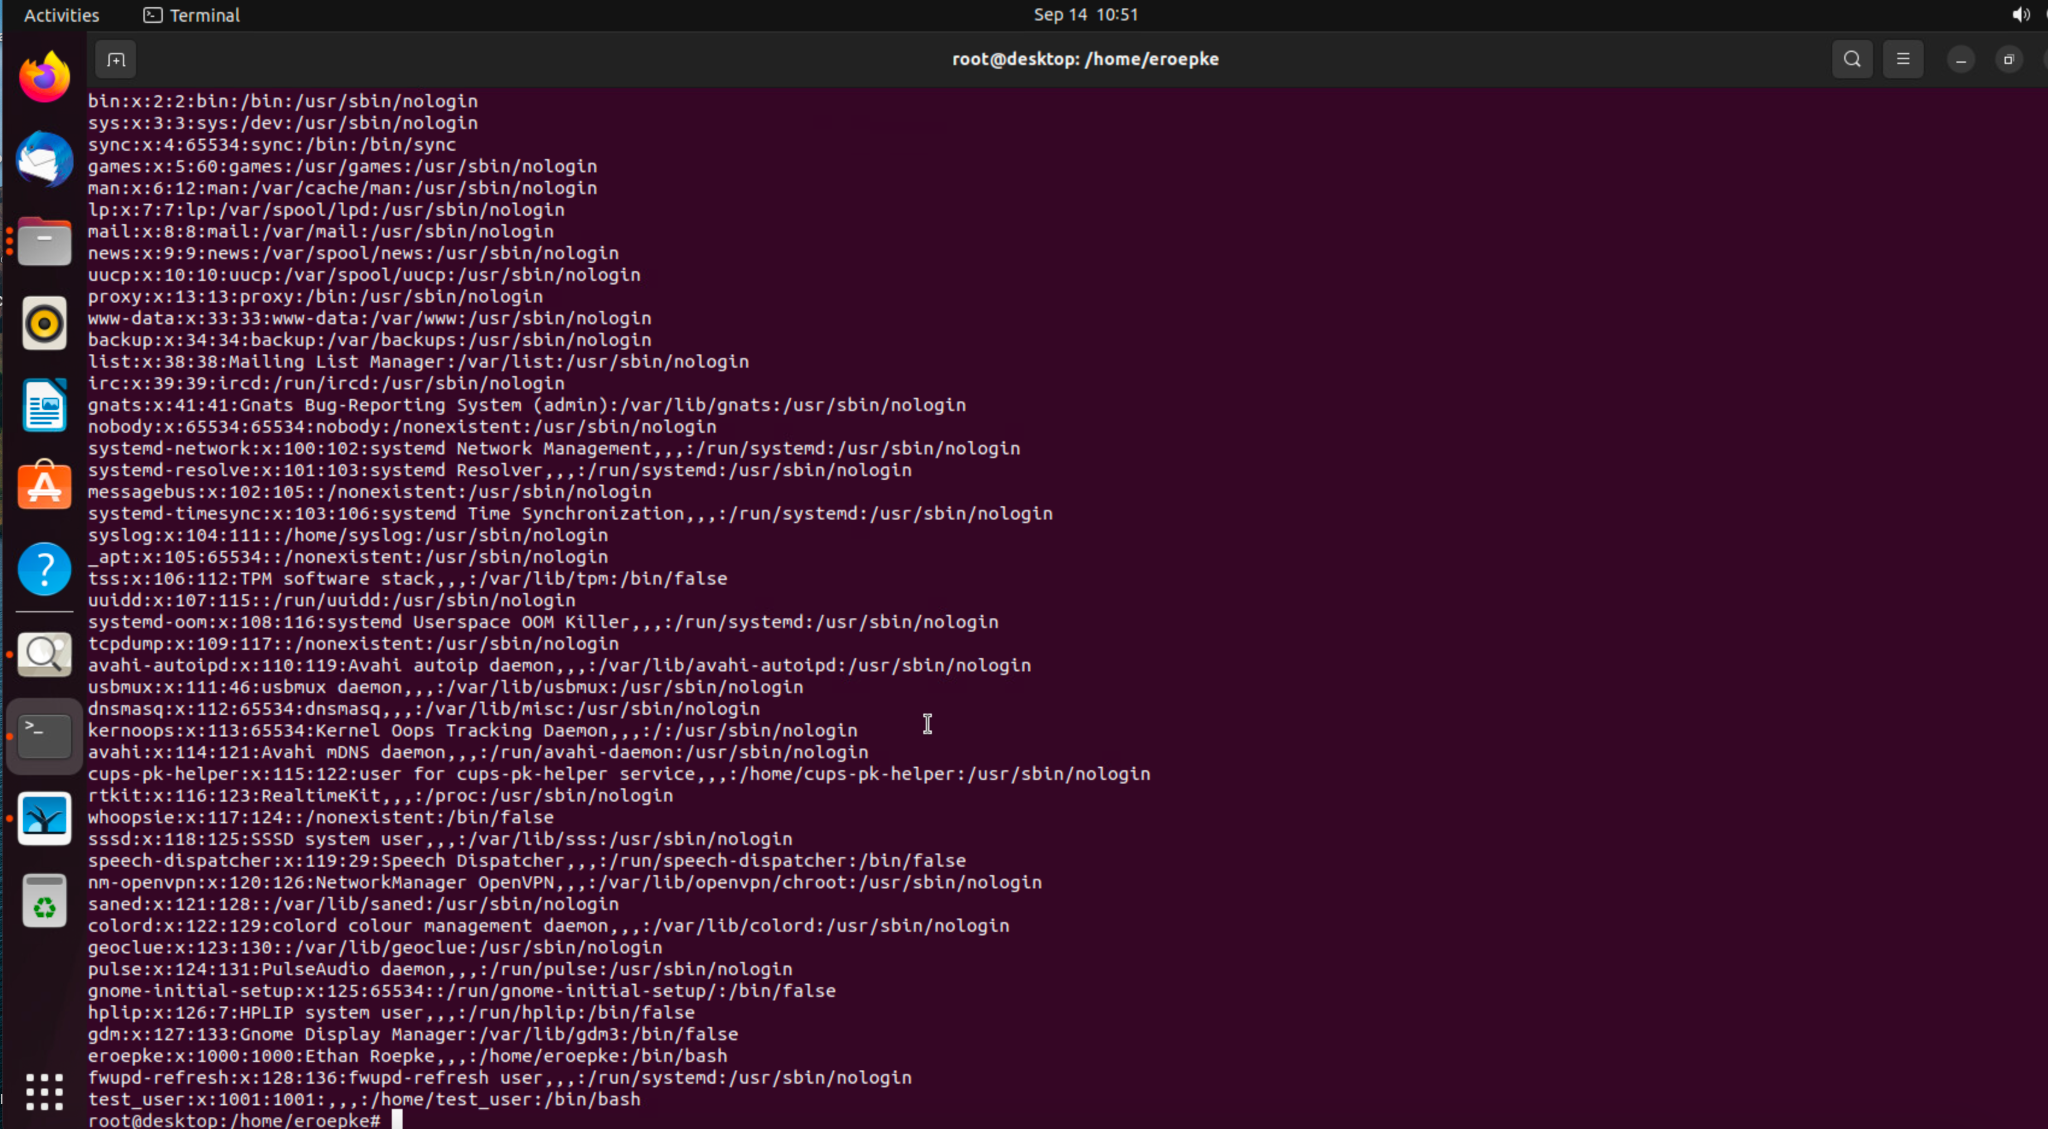 Activities Terminal Sep 14 10:51
root@desktop: /home/eroepke
bin:x:2:2:bin:/bin:/usr/sbin/nologin
sys:x:3:3:sys:/dev:/usr/sbin/nologin
sync:x:4:65534:sync:/bin:/bin/sync
games:x:5:60:games:/usr/games:/usr/sbin/nologin
man:x:6:12:man:/var/cache/man:/usr/sbin/nologin
lp:x:7:7:lp:/var/spool/lpd:/usr/sbin/nologin
mail:x:8:8:mail:/var/mail:/usr/sbin/nologin
news:x:9:9:news:/var/spool/news:/usr/sbin/nologin
uucp:x:10:10:uucp:/var/spool/uucp:/usr/sbin/nologin
proxy:x:13:13:proxy:/bin:/usr/sbin/nologin
www-data:x:33:33:www-data:/var/www:/usr/sbin/nologin
backup:x:34:34:backup:/var/backups:/usr/sbin/nologin
list:x:38:38:Mailing List Manager:/var/list:/usr/sbin/nologin
irc:x:39:39:ircd:/run/ircd:/usr/sbin/nologin
gnats:x:41:41:Gnats Bug-Reporting System (admin):/var/lib/gnats:/usr/sbin/nologin
nobody:x:65534:65534:nobody:/nonexistent:/usr/sbin/nologin
systemd-network:x:100:102:systemd Network Management,,,:/run/systemd:/usr/sbin/nologin
systemd-resolve:x:101:103:systemd Resolver,,,:/run/systemd:/usr/sbin/nologin
messagebus:x:102:105::/nonexistent:/usr/sbin/nologin
systemd-timesync:x:103:106:systemd Time Synchronization,,,:/run/systemd:/usr/sbin/nologin
syslog:x:104:111::/home/syslog:/usr/sbin/nologin
_apt:x:105:65534::/nonexistent:/usr/sbin/nologin
tss:x:106:112:TPM software stack,,,:/var/lib/tpm:/bin/false
uuidd:x:107:115::/run/uuidd:/usr/sbin/nologin
systemd-oom:x:108:116:systemd Userspace OOM Killer,,,:/run/systemd:/usr/sbin/nologin
tcpdump:x:109:117::/nonexistent:/usr/sbin/nologin
avahi-autoipd:x:110:119:Avahi autoip daemon,,,:/var/lib/avahi-autoipd:/usr/sbin/nologin
usbmux:x:111:46:usbmux daemon,,,:/var/lib/usbmux:/usr/sbin/nologin
dnsmasq:x:112:65534:dnsmasq,,,:/var/lib/misc:/usr/sbin/nologin
kernoops:x:113:65534:Kernel Oops Tracking Daemon,,,:/:/usr/sbin/nologin
avahi:x:114:121:Avahi mDNS daemon,,,:/run/avahi-daemon:/usr/sbin/nologin
cups-pk-helper:x:115:122:user for cups-pk-helper service,,,:/home/cups-pk-helper:/usr/sbin/nologin
rtkit:x:116:123:RealtimeKit,,,:/proc:/usr/sbin/nologin
whoopsie:x:117:124::/nonexistent:/bin/false
sssd:x:118:125:SSSD system user,,,:/var/lib/sss:/usr/sbin/nologin
speech-dispatcher:x:119:29:Speech Dispatcher,,,:/run/speech-dispatcher:/bin/false
nm-openvpn:x:120:126:NetworkManager OpenVPN,,,:/var/lib/openvpn/chroot:/usr/sbin/nologin
saned:x:121:128::/var/lib/saned:/usr/sbin/nologin
colord:x:122:129:colord colour management daemon,,,:/var/lib/colord:/usr/sbin/nologin
geoclue:x:123:130::/var/lib/geoclue:/usr/sbin/nologin
pulse:x:124:131:PulseAudio daemon,,,:/run/pulse:/usr/sbin/nologin
gnome-initial-setup:x:125:65534::/run/gnome-initial-setup/:/bin/false
hplip:x:126:7:HPLIP system user,,,:/run/hplip:/bin/false
gdm:x:127:133:Gnome Display Manager:/var/lib/gdm3:/bin/false
eroepke:x:1000:1000:Ethan Roepke,,,:/home/eroepke:/bin/bash
fwupd-refresh:x:128:136:fwupd-refresh user,,,:/run/systemd:/usr/sbin/nologin
test_user:x:1001:1001:,,,:/home/test_user:/bin/bash
root@desktop:/home/eroepke#